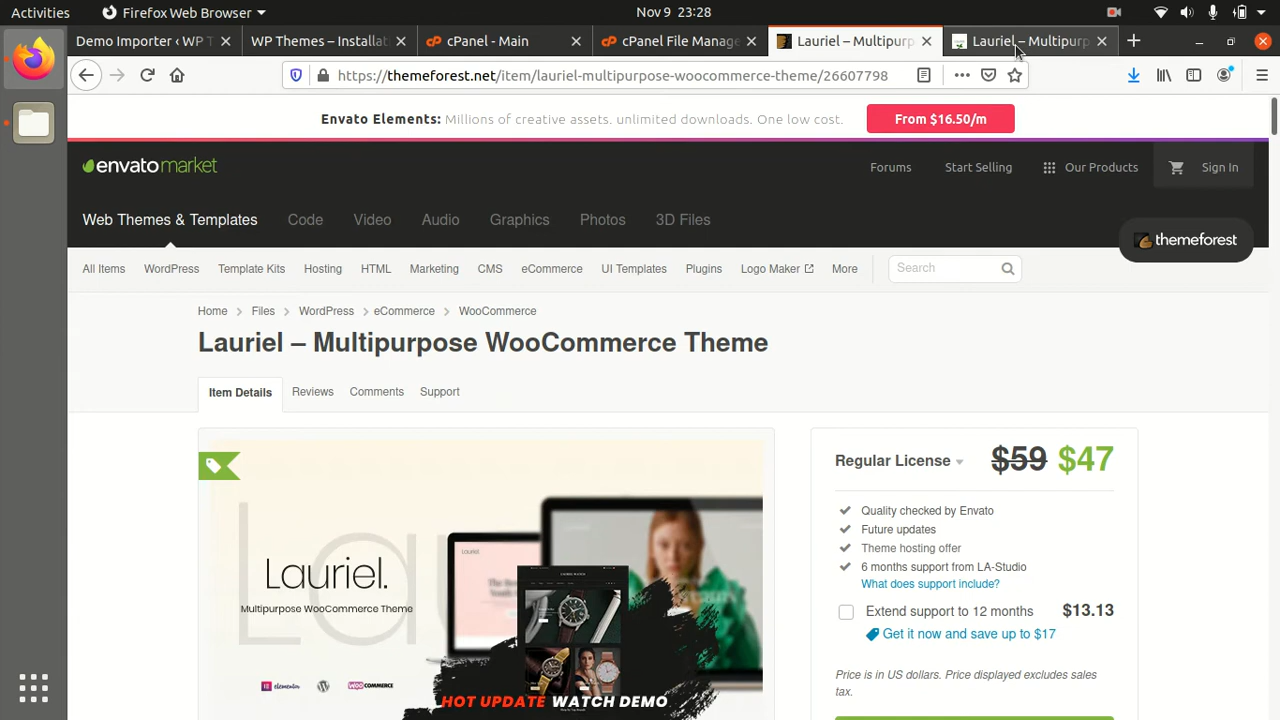 Activities Firefox Web Browser Nov 9 23:28
Demo Importer ‹ WP T WP Themes – Installat cPanel - Main cPanel File Manage Lauriel – Multipurp Lauriel – Multipurp
https://themeforest.net/item/lauriel-multipurpose-woocommerce-theme/26607798
Envato Elements: Millions of creative assets. unlimited downloads. One low cost. From $16.50/m
envatomarket Forums Start Selling Our Products Sign In
Web Themes & Templates Code Video Audio Graphics Photos 3D Files
themeforest
All Items WordPress Template Kits Hosting HTML Marketing CMS eCommerce UI Templates Plugins Logo Maker More Search
Home Files WordPress eCommerce WooCommerce
Lauriel – Multipurpose WooCommerce Theme
Item Details Reviews Comments Support
Regular License $59 $47
Quality checked by Envato
Future updates
Theme hosting offer
6 months support from LA-Studio
What does support include?
Extend support to 12 months $13.13
Get it now and save up to $17
Price is in US dollars. Price displayed excludes sales
tax.
Lauriel.
Multipurpose WooCommerce Theme
elementor WOO COMMERCE
HOT UPDATE WATCH DEMO